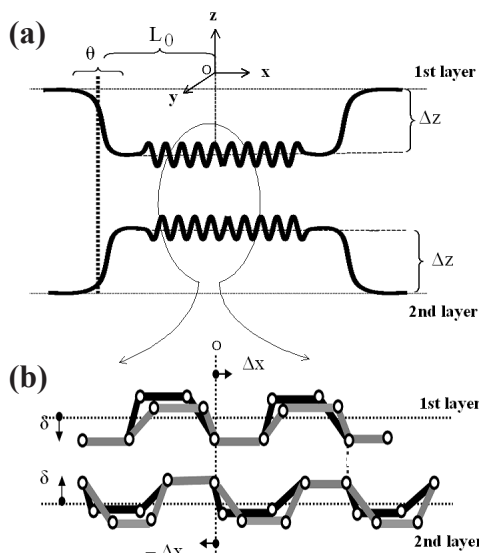 (a)
z
L₀
θ
O
x
y
1st layer
Δz
Δz
2nd layer
(b)
O
Δx
1st layer
δ
δ
2nd layer
− Δx